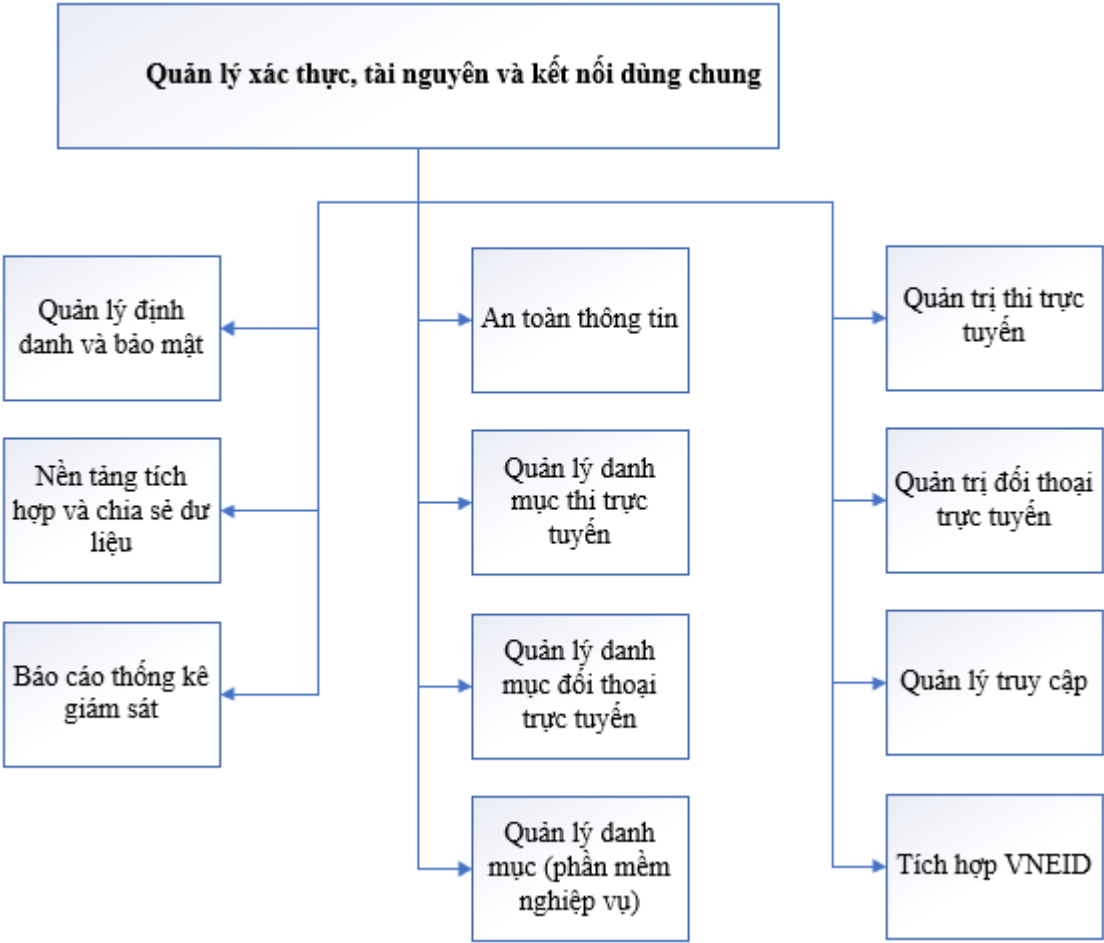 Quản lý xác thực, tài nguyên và kết nối dùng chung
Quản lý định
danh và bảo mật
Nền tảng tích
hợp và chia sẻ dư
liệu
Báo cáo thống kê
giám sát
An toàn thông tin
Quản lý danh
mục thi trực
tuyến
Quản lý danh
mục đối thoại
trực tuyến
Quản lý danh
mục (phần mềm
nghiệp vụ)
Quản trị thi trực
tuyến
Quản trị đối thoại
trực tuyến
Quản lý truy cập
Tích hợp VNEID